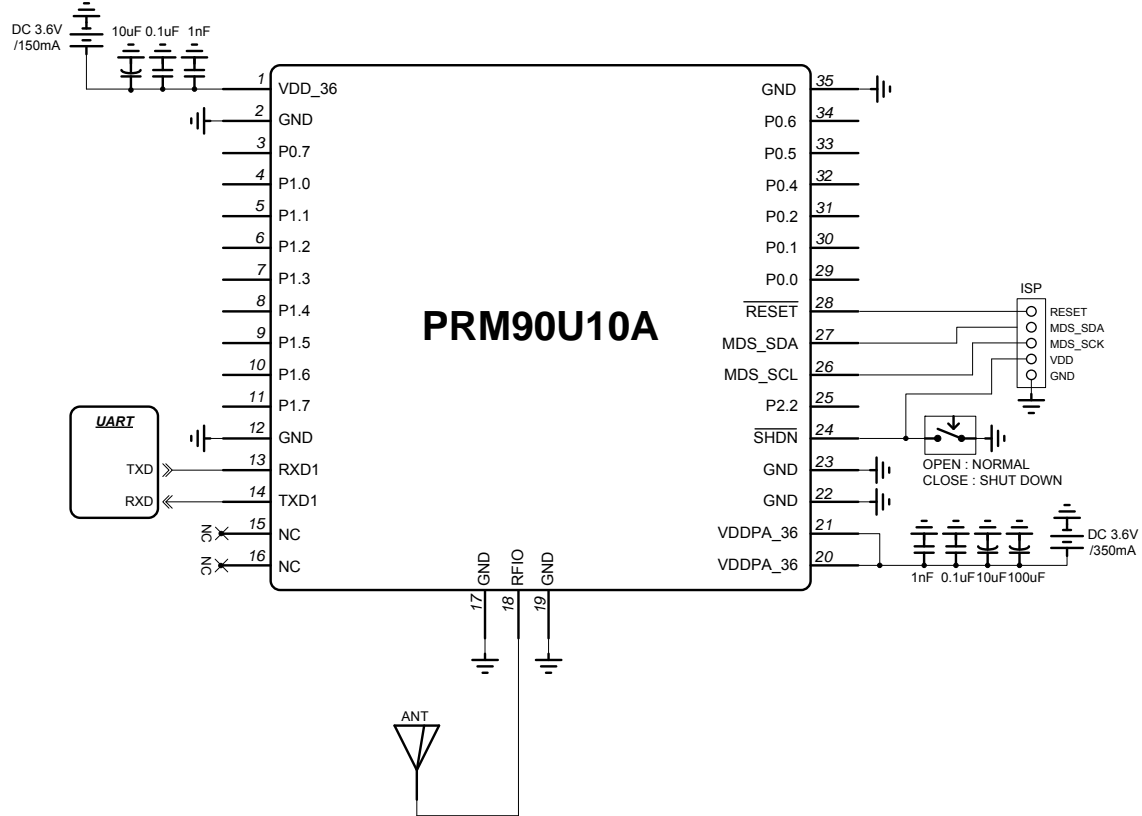 DC 3.6V
/150mA
10uF 0.1uF 1nF
PRM90U10A
1 VDD_36
2 GND
3 P0.7
4 P1.0
5 P1.1
6 P1.2
7 P1.3
8 P1.4
9 P1.5
10 P1.6
11 P1.7
12 GND
13 RXD1
14 TXD1
15 NC
16 NC
NC
NC
UART
TXD
RXD
17 GND
18 RFIO
19 GND
ANT
GND 35
P0.6 34
P0.5 33
P0.4 32
P0.2 31
P0.1 30
P0.0 29
RESET 28
MDS_SDA 27
MDS_SCL 26
P2.2 25
SHDN 24
GND 23
GND 22
VDDPA_36 21
VDDPA_36 20
ISP
RESET
MDS_SDA
MDS_SCK
VDD
GND
OPEN : NORMAL
CLOSE : SHUT DOWN
1nF 0.1uF 10uF 100uF
DC 3.6V
/350mA